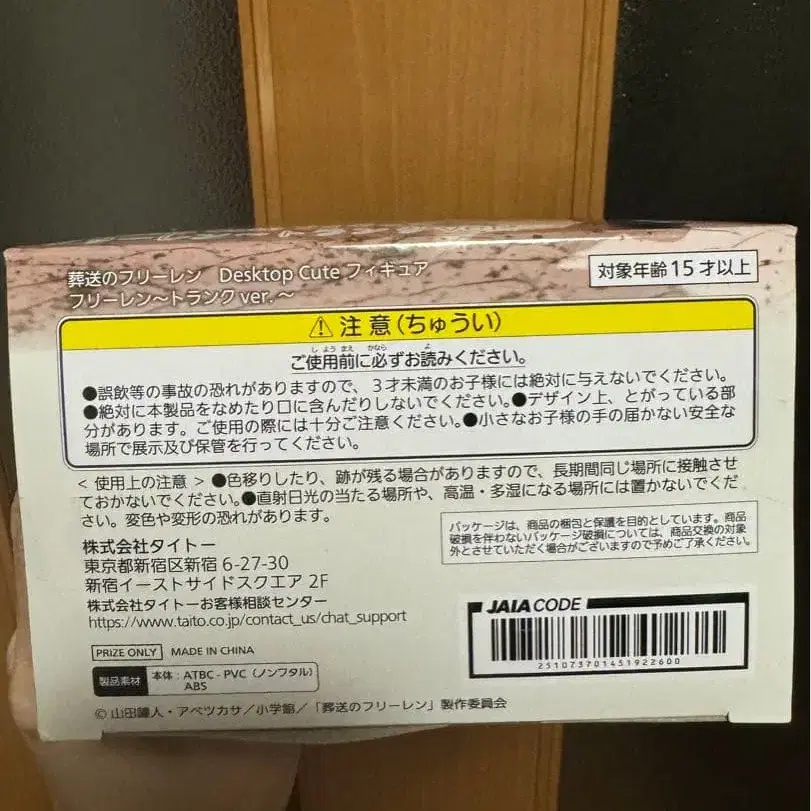 葬送のフリーレン Desktop Cute フィギュア
フリーレン～トランク ver.～
対象年齢15才以上
⚠注意(ちゅうい)
ご使用前に必ずお読みください。
●誤飲等の事故の恐れがありますので、3才未満のお子様には絶対に与えないでください。
●絶対に本製品をなめたり口に含んだりしないでください。●デザイン上、とがっている部
分があります。ご使用の際には十分ご注意ください。●小さなお子様の手の届かない安全な
場所で展示及び保管を行ってください。
< 使用上の注意 > ●色移りしたり、跡が残る場合がありますので、長期間同じ場所に接触させ
ておかないでください。●直射日光の当たる場所や、高温・多湿になる場所には置かないでくだ
さい。変色や変形の恐れがあります。
パッケージは、商品の梱包と保護を目的としています。商品
破損を伴わないパッケージ破損については、商品交換の対象
外とさせていただく場合がございますので予めご了承ください。
株式会社タイトー
東京都新宿区新宿 6-27-30
新宿イーストサイドスクエア 2F
株式会社タイトーお客様相談センター
https://www.taito.co.jp/contact_us/chat_support
PRIZE ONLY MADE IN CHINA
製品素材 本体:ATBC-PVC(ノンフタル)
ABS
JAIA CODE
251073701451922600
©山田鐘人・アベツカサ/小学館/「葬送のフリーレン」製作委員会